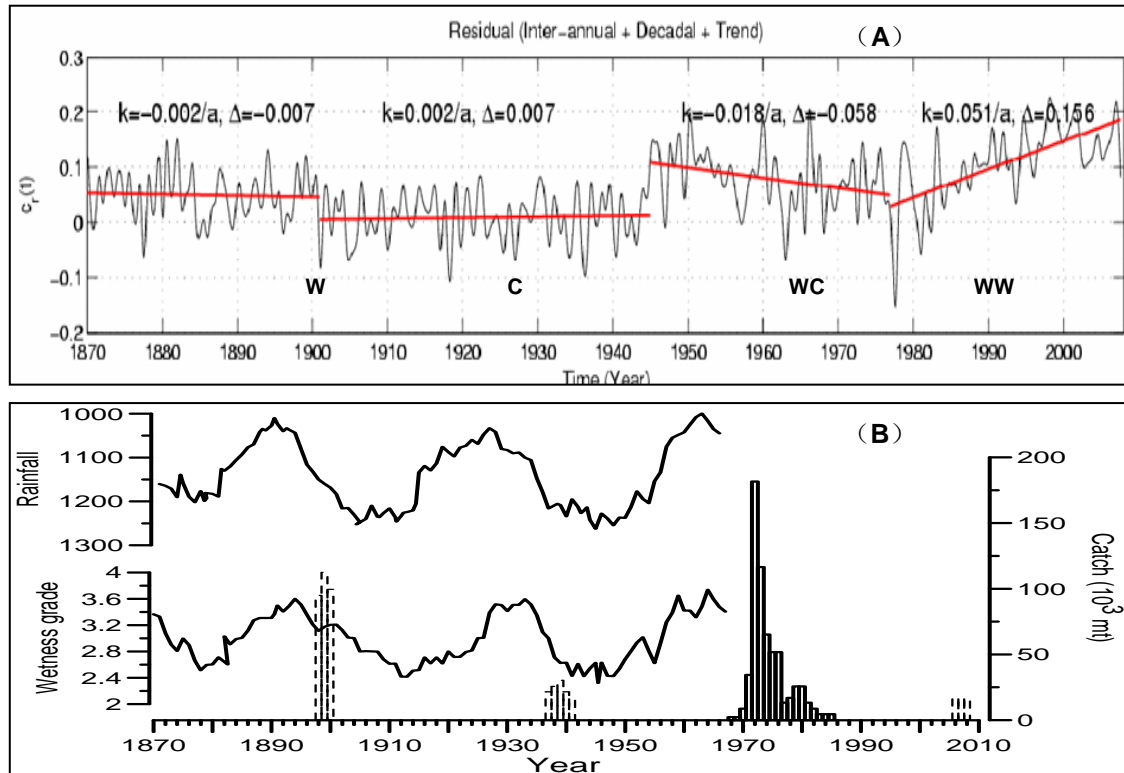 Residual (Inter-annual + Decadal + Trend)
（A）
k=-0.002/a, Δ=-0.007
k=0.002/a, Δ=0.007
k=-0.018/a, Δ=-0.058
k=0.051/a, Δ=0.156
0.3
0.2
0.1
0
-0.1
-0.2
c_r(t)
W
C
WC
WW
1870 1880 1890 1900 1910 1920 1930 1940 1950 1960 1970 1980 1990 2000
Time (Year)
（B）
Rainfall
1000
1100
1200
1300
Wetness grade
4
3.6
3.2
2.8
2.4
2
200
150
100
50
0
Catch (10³ mt)
1870 1890 1910 1930 1950 1970 1990 2010
Year